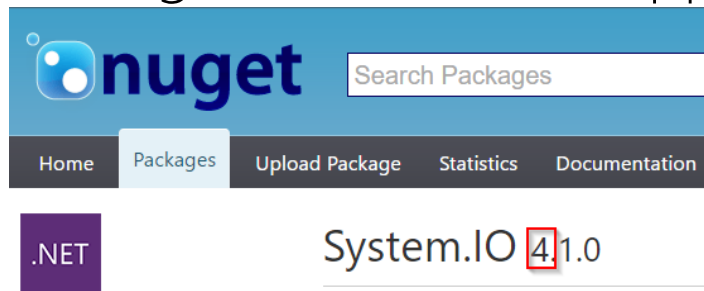 nuget
Search Packages
Home Packages Upload Package Statistics Documentation
.NET
System.IO 4.1.0